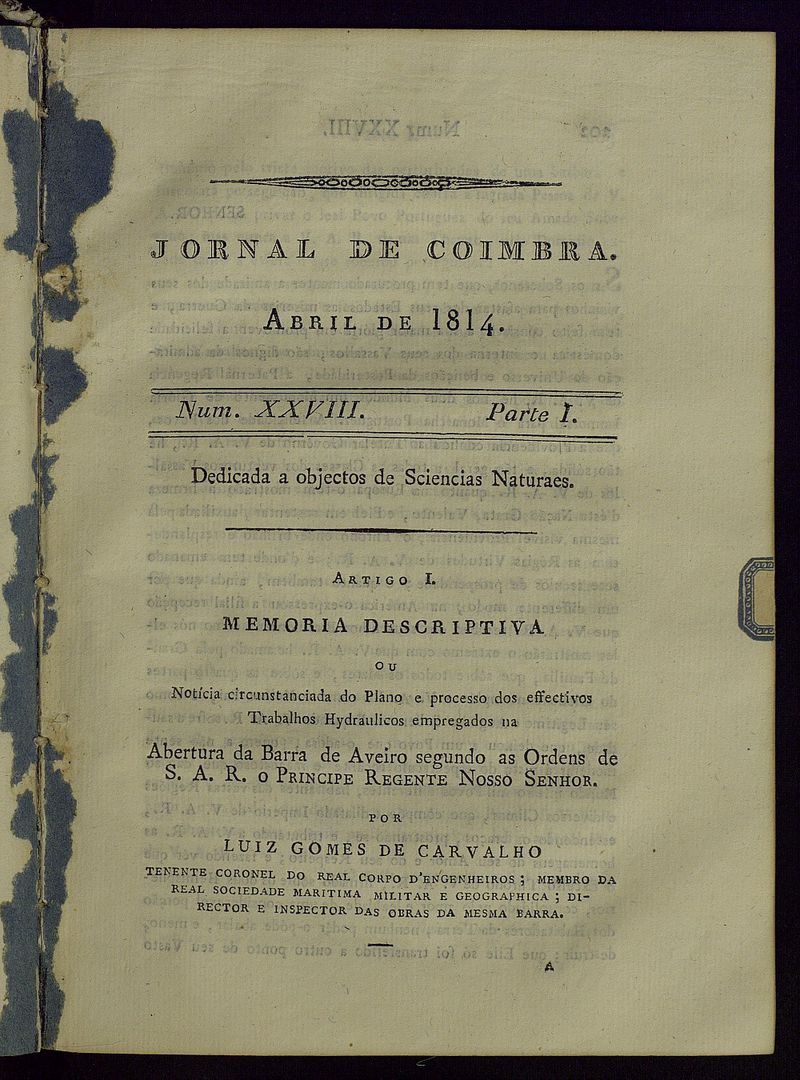 JORNAL DE COIMBRA.
ABRIL DE 1814.
Num. XXVIII. Parte I.
Dedicada a objectos de Sciencias Naturaes.
ARTIGO I.
MEMORIA DESCRIPTIVA
OU
Notícia circunstanciada do Plano e processo dos effectivos
Trabalhos Hydraulicos empregados na
Abertura da Barra de Aveiro segundo as Ordens de
S. A. R. O PRINCIPE REGENTE NOSSO SENHOR.
POR
LUIZ GOMES DE CARVALHO
TENENTE CORONEL DO REAL CORPO D'ENGENHEIROS; MEMBRO DA
REAL SOCIEDADE MARITIMA MILITAR E GEOGRAPHICA; DI-
RECTOR E INSPECTOR DAS OBRAS DA MESMA BARRA.
A